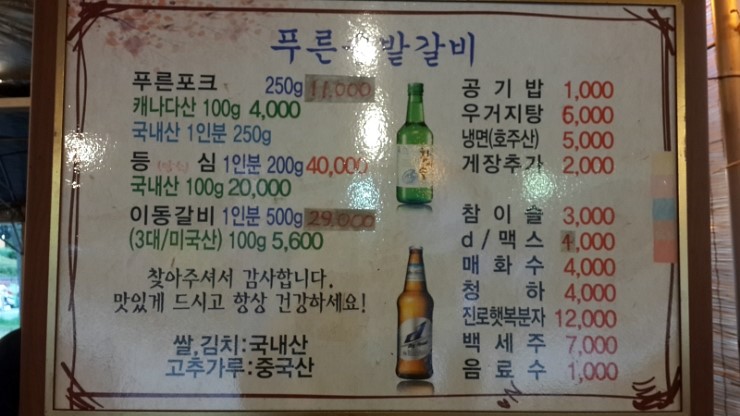 푸른 밭갈비
푸른포크 250g 11,000
캐나다산 100g 4,000
국내산 1인분 250g
등 심 1인분 200g 40,000
국내산 100g 20,000
이동갈비 1인분 500g 29,000
(3대/미국산) 100g 5,600
찾아주셔서 감사합니다.
맛있게 드시고 항상 건강하세요!
쌀,김치:국내산
고추가루:중국산
공기밥 1,000
우거지탕 6,000
냉면(호주산) 5,000
게장추가 2,000
참이슬 3,000
d/맥스 4,000
매화수 4,000
청하 4,000
진로햇복분자 12,000
백세주 7,000
음료수 1,000